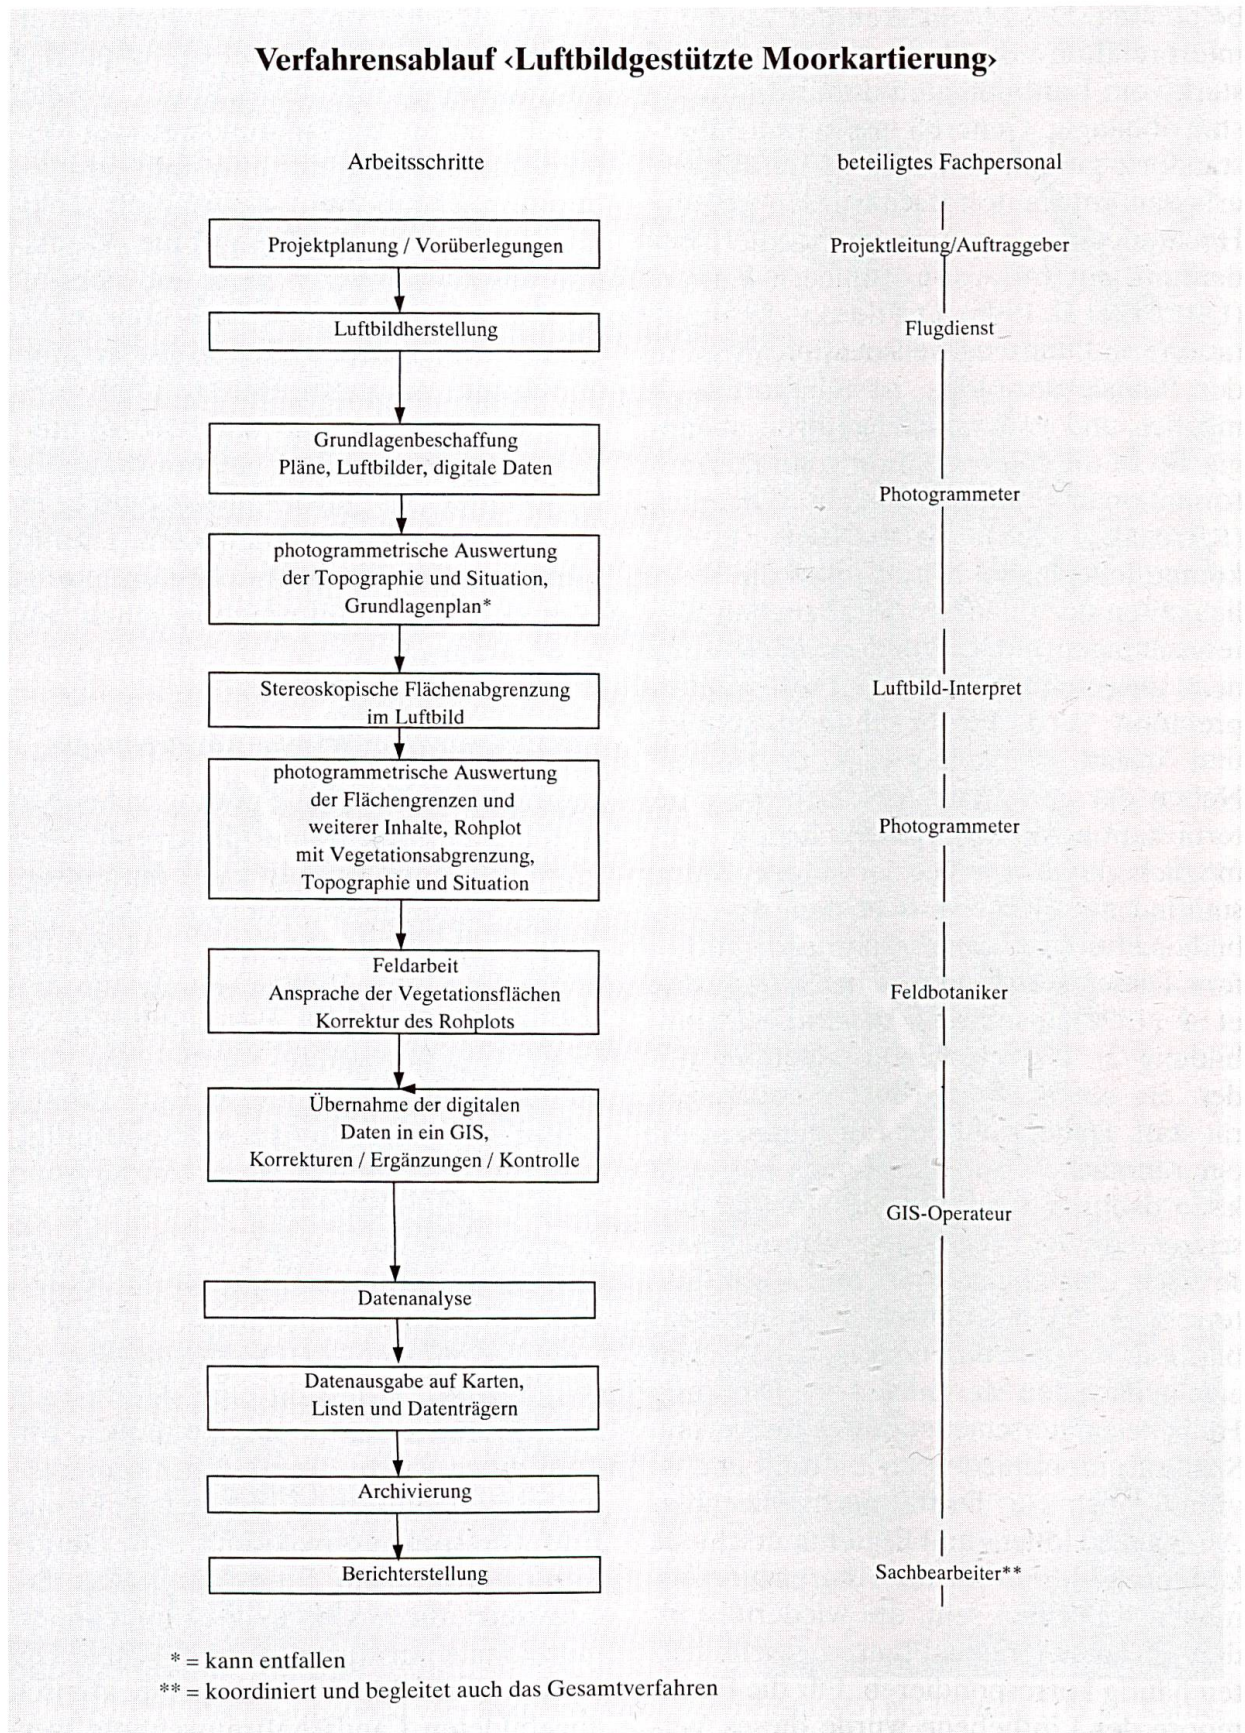 Verfahrensablauf ‹Luftbildgestützte Moorkartierung›
Arbeitsschritte
beteiligtes Fachpersonal
Projektplanung / Vorüberlegungen
Projektleitung/Auftraggeber
Luftbildherstellung
Flugdienst
Grundlagenbeschaffung
Pläne, Luftbilder, digitale Daten
Photogrammeter
photogrammetrische Auswertung
der Topographie und Situation,
Grundlagenplan*
Stereoskopische Flächenabgrenzung
im Luftbild
Luftbild-Interpret
photogrammetrische Auswertung
der Flächengrenzen und
weiterer Inhalte, Rohplot
mit Vegetationsabgrenzung,
Topographie und Situation
Photogrammeter
Feldarbeit
Ansprache der Vegetationsflächen
Korrektur des Rohplots
Feldbotaniker
Übernahme der digitalen
Daten in ein GIS,
Korrekturen / Ergänzungen / Kontrolle
GIS-Operateur
Datenanalyse
Datenausgabe auf Karten,
Listen und Datenträgern
Archivierung
Berichterstellung
Sachbearbeiter**
* = kann entfallen
** = koordiniert und begleitet auch das Gesamtverfahren